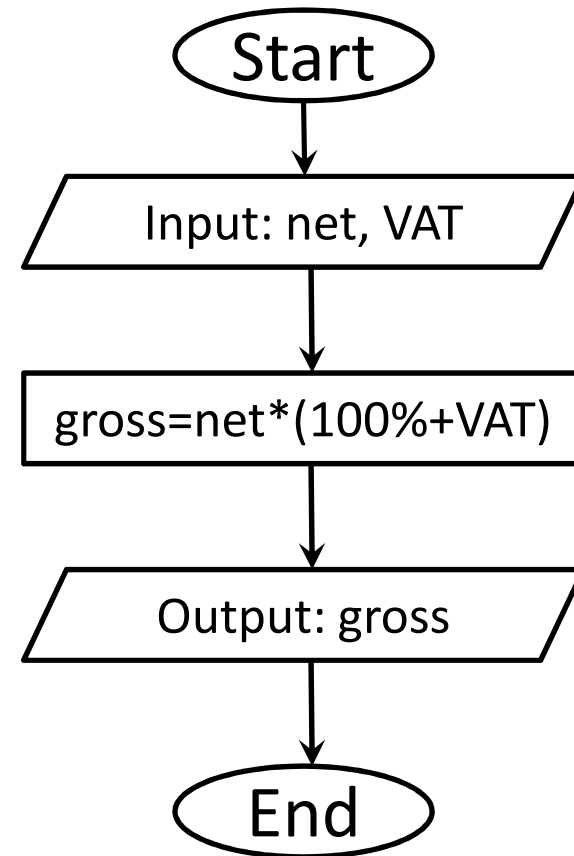 Start
Input: net, VAT
gross=net*(100%+VAT)
Output: gross
End